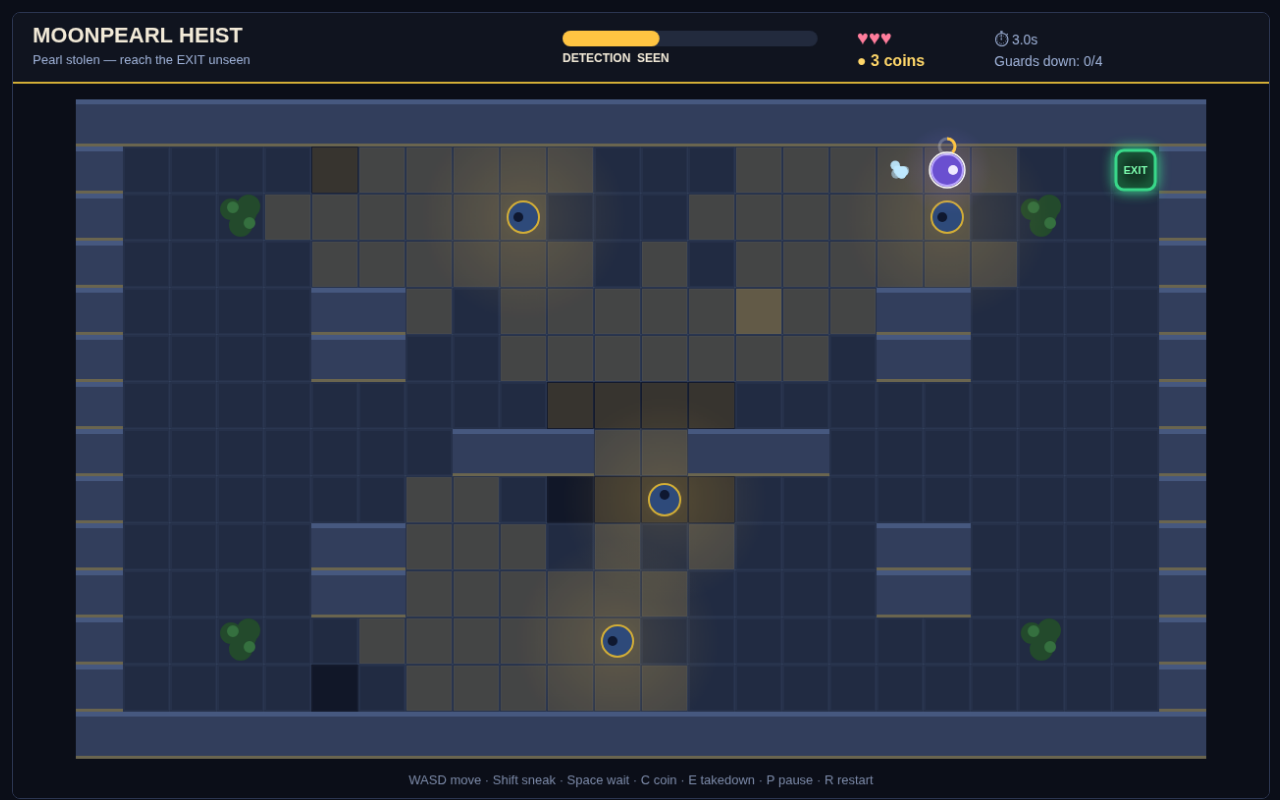 MOONPEARL HEIST
Pearl stolen — reach the EXIT unseen
DETECTION SEEN
♥♥♥
● 3 coins
⏱ 3.0s
Guards down: 0/4
EXIT
WASD move · Shift sneak · Space wait · C coin · E takedown · P pause · R restart